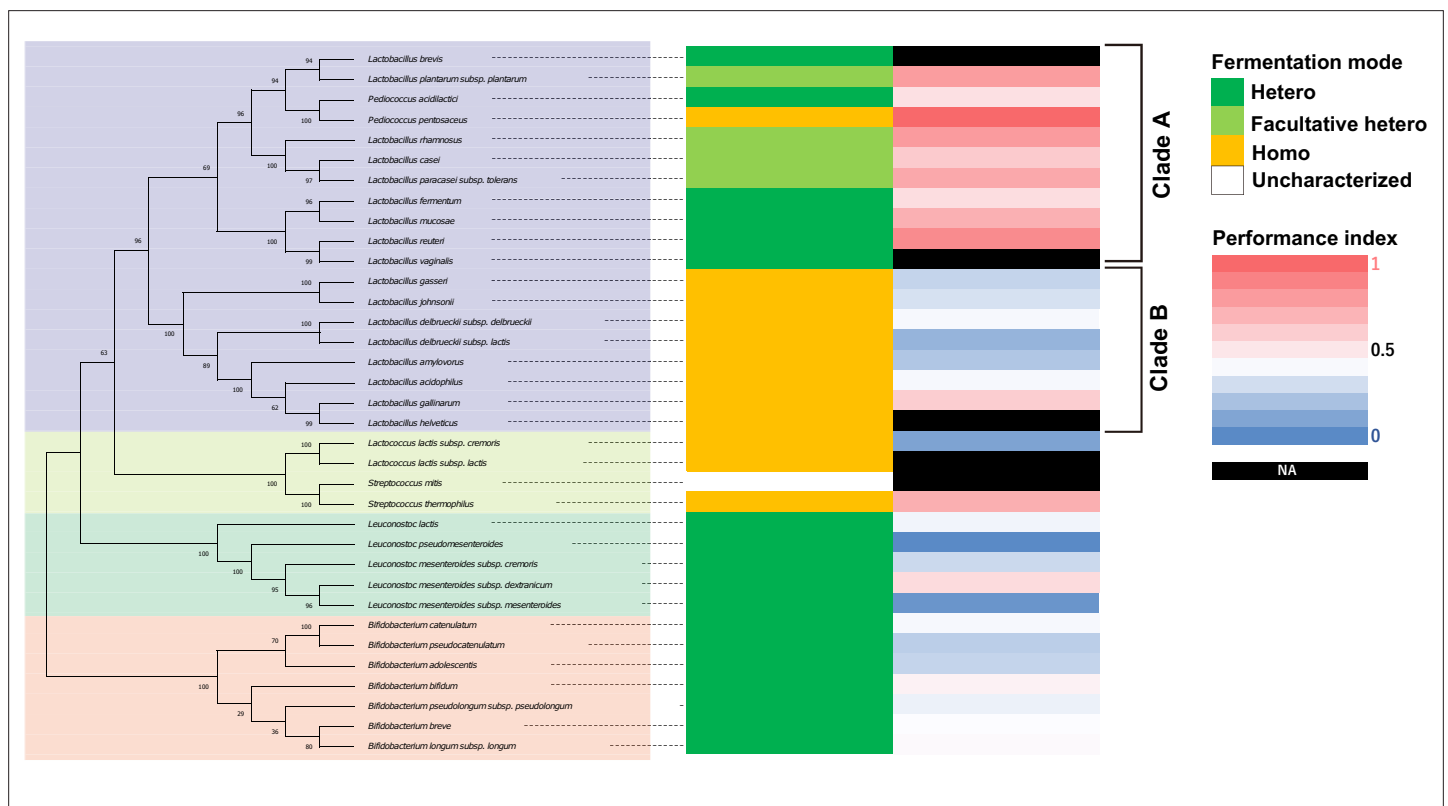 94
Lactobacillus brevis
94
Lactobacillus plantarum subsp. plantarum
Pediococcus acidilactici
96
100
Pediococcus pentosaceus
Lactobacillus rhamnosus
69
100
Lactobacillus casei
97
Lactobacillus paracasei subsp. tolerans
96
Lactobacillus fermentum
Lactobacillus mucosae
96
100
Lactobacillus reuteri
99
Lactobacillus vaginalis
100
Lactobacillus gasseri
Lactobacillus johnsonii
100
100
Lactobacillus delbrueckii subsp. delbrueckii
Lactobacillus delbrueckii subsp. lactis
63
89
Lactobacillus amylovorus
100
Lactobacillus acidophilus
62
Lactobacillus gallinarum
99
Lactobacillus helveticus
100
Lactococcus lactis subsp. cremoris
Lactococcus lactis subsp. lactis
100
Streptococcus mitis
100
Streptococcus thermophilus
Leuconostoc lactis
100
Leuconostoc pseudomesenteroides
100
Leuconostoc mesenteroides subsp. cremoris
95
Leuconostoc mesenteroides subsp. dextranicum
96
Leuconostoc mesenteroides subsp. mesenteroides
100
Bifidobacterium catenulatum
70
Bifidobacterium pseudocatenulatum
Bifidobacterium adolescentis
100
Bifidobacterium bifidum
29
Bifidobacterium pseudolongum subsp. pseudolongum
36
Bifidobacterium breve
80
Bifidobacterium longum subsp. longum
Clade A
Clade B
Fermentation mode
Hetero
Facultative hetero
Homo
Uncharacterized
Performance index
1
0.5
0
NA